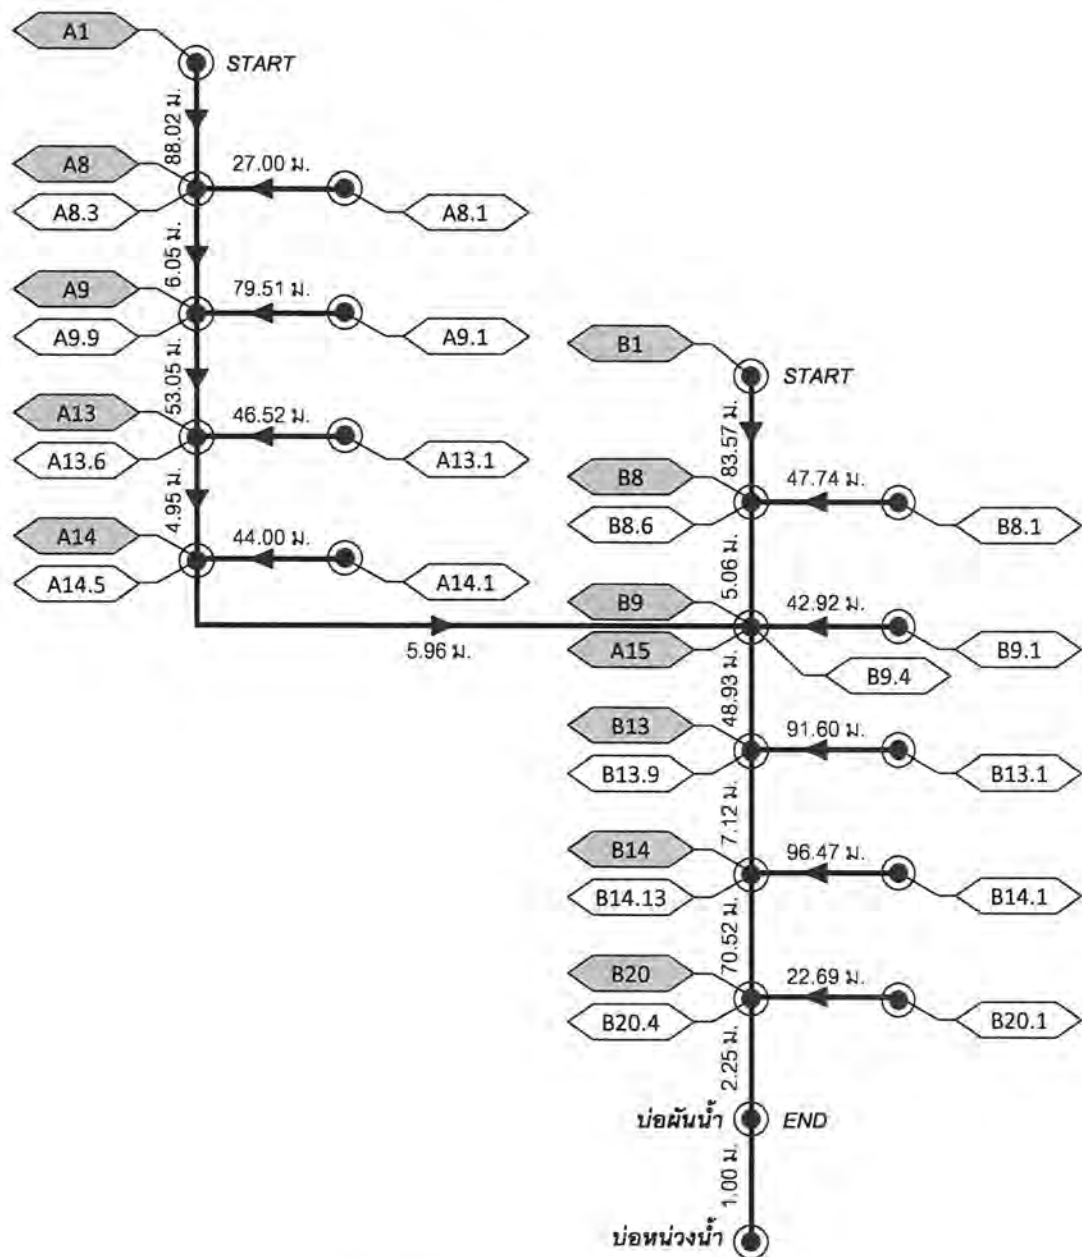 A1
START
88.02 ม.
A8
27.00 ม.
A8.3
A8.1
6.05 ม.
A9
79.51 ม.
A9.9
A9.1
53.05 ม.
A13
46.52 ม.
A13.6
A13.1
4.95 ม.
A14
44.00 ม.
A14.5
A14.1
5.96 ม.
B1
START
83.57 ม.
B8
47.74 ม.
B8.6
B8.1
5.06 ม.
B9
42.92 ม.
A15
B9.1
B9.4
48.93 ม.
B13
91.60 ม.
B13.9
B13.1
7.12 ม.
B14
96.47 ม.
B14.13
B14.1
70.52 ม.
B20
22.69 ม.
B20.4
B20.1
2.25 ม.
บ่อผันน้ำ
END
1.00 ม.
บ่อหน่วงน้ำ